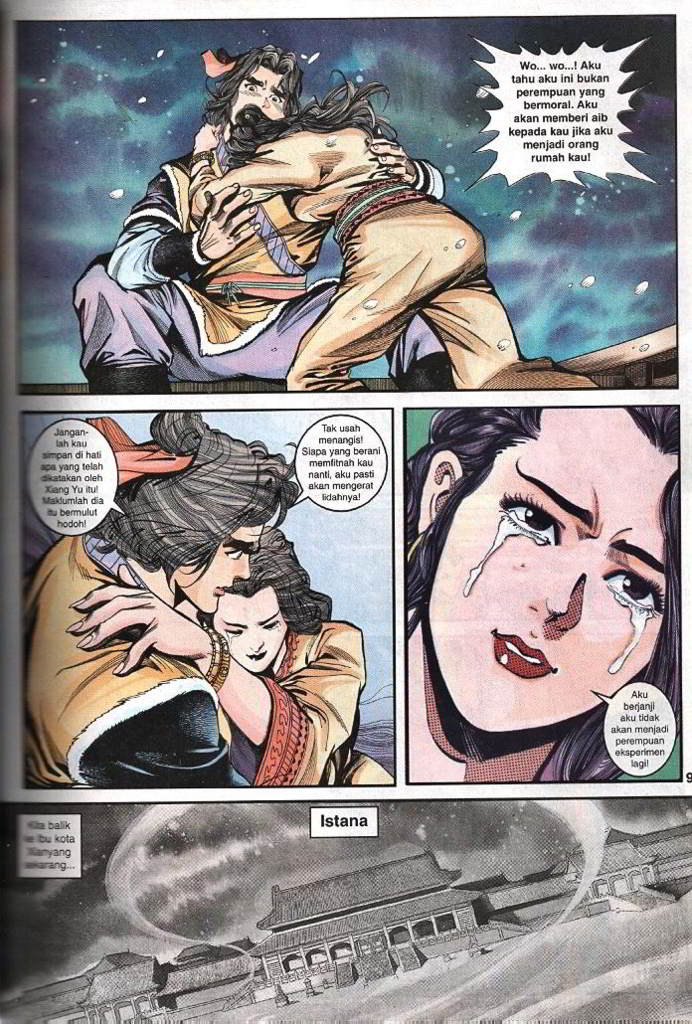 Wo... wo...! Aku
tahu aku ini bukan
perempuan yang
bermoral. Aku
akan memberi aib
kepada kau jika aku
menjadi orang
rumah kau!
Jangan-
lah kau
simpan di hati
apa yang telah
dikatakan oleh
Xiang Yu itu!
Maklumlah dia
itu bermulut
hodoh!
Tak usah
menangis!
Siapa yang berani
memfitnah kau
nanti, aku pasti
akan mengerat
lidahnya!
Aku
berjanji
aku tidak
akan menjadi
perempuan
eksperimen
lagi!
9
Kita balik
ke ibu kota
Xianyang
sekarang...
Istana